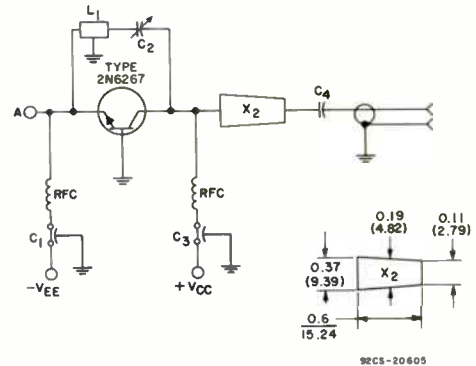 L1
C2
TYPE
2N6267
A
X2
C4
RFC
RFC
C1
C3
-VEE
+VCC
0.19
(4.82)
0.11
(2.79)
0.37
(9.39)
X2
0.6
15.24
92CS-20605